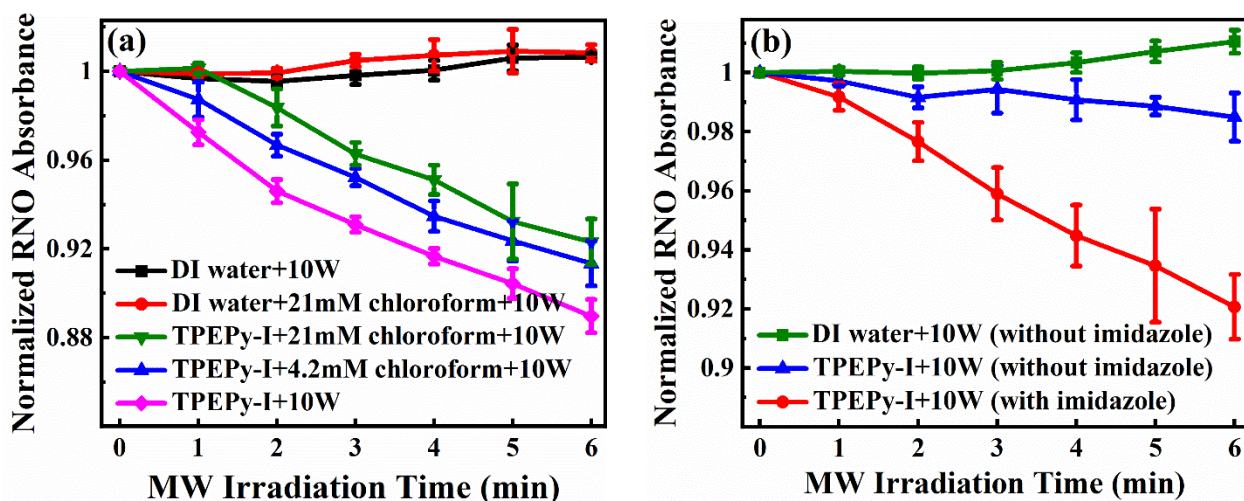 (a)
Normalized RNO Absorbance
1
0.96
0.92
0.88
DI water+10W
DI water+21mM chloroform+10W
TPEPy-I+21mM chloroform+10W
TPEPy-I+4.2mM chloroform+10W
TPEPy-I+10W
0 1 2 3 4 5 6
MW Irradiation Time (min)
(b)
Normalized RNO Absorbance
1
0.98
0.96
0.94
0.92
0.9
DI water+10W (without imidazole)
TPEPy-I+10W (without imidazole)
TPEPy-I+10W (with imidazole)
0 1 2 3 4 5 6
MW Irradiation Time (min)